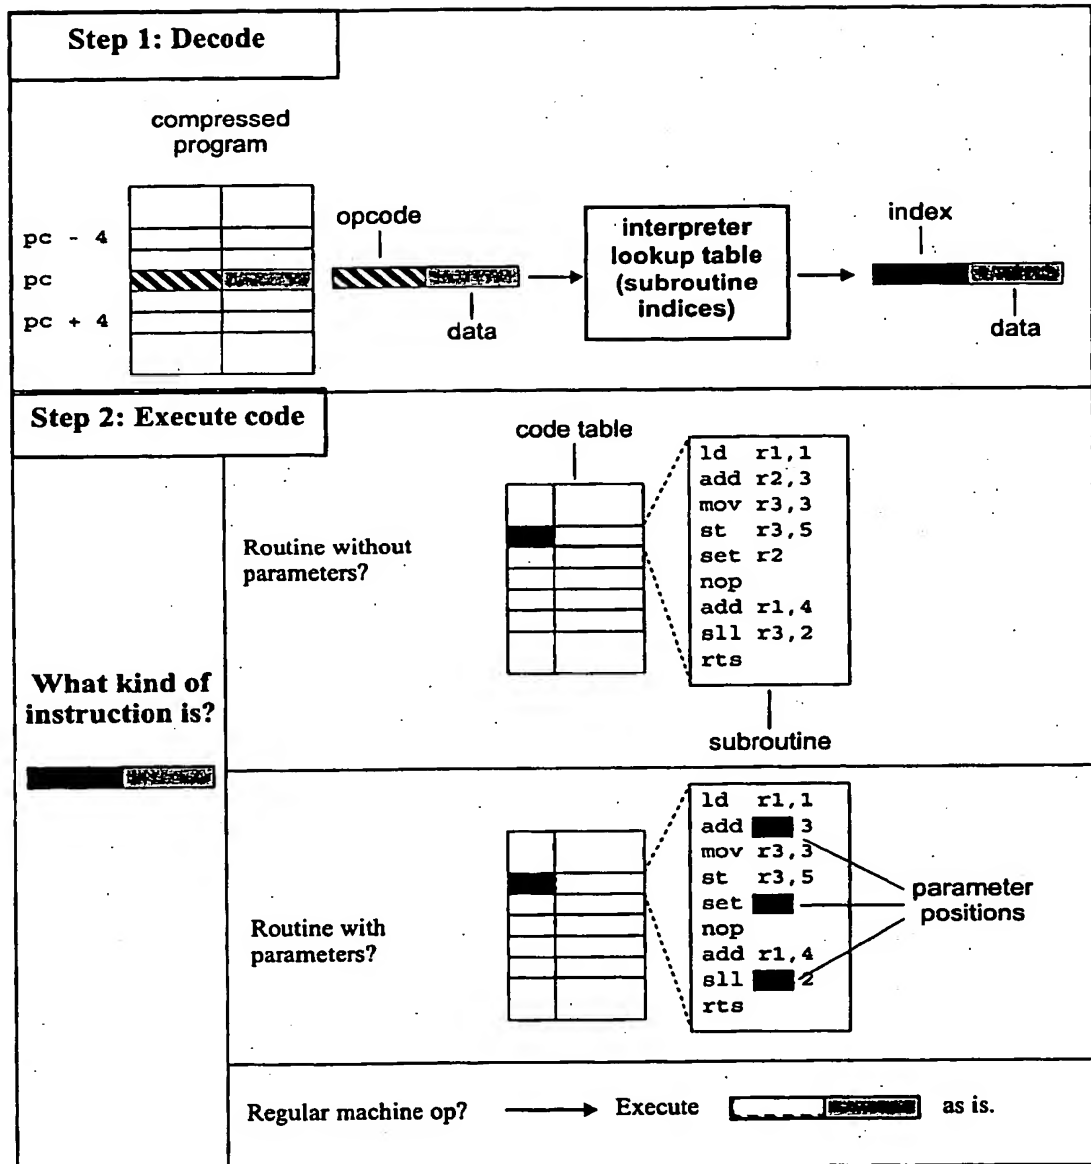 Step 1: Decode
compressed
program
pc - 4
pc
pc + 4
opcode
data
interpreter
lookup table
(subroutine
indices)
index
data
Step 2: Execute code
What kind of
instruction is?
Routine without
parameters?
code table
ld r1,1
add r2,3
mov r3,3
st r3,5
set r2
nop
add r1,4
sll r3,2
rts
subroutine
Routine with
parameters?
ld r1,1
add 3
mov r3,3
st r3,5
set
nop
add r1,4
sll 2
rts
parameter
positions
Regular machine op?
Execute
as is.